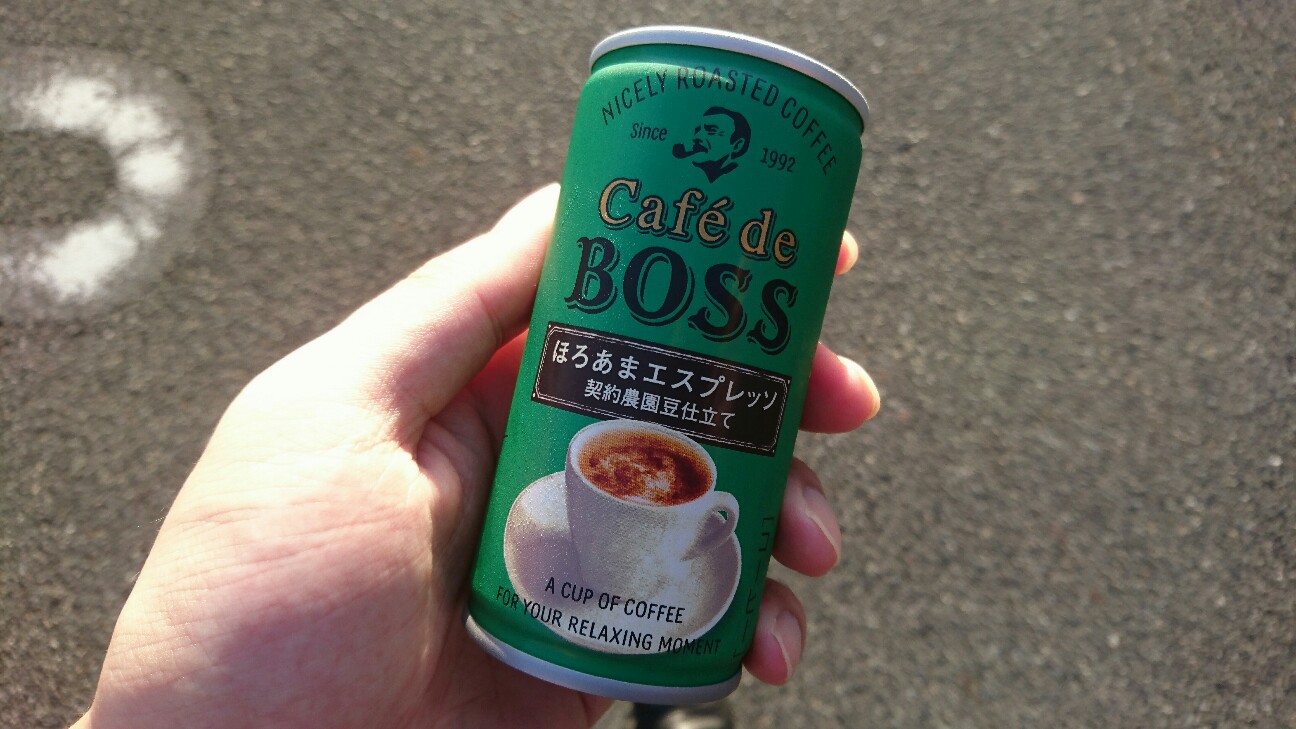 NICELY ROASTED COFFEE
Since 1992
Café de
BOSS
ほろあまエスプレッソ
契約農園豆仕立て
A CUP OF COFFEE
FOR YOUR RELAXING MOMENT